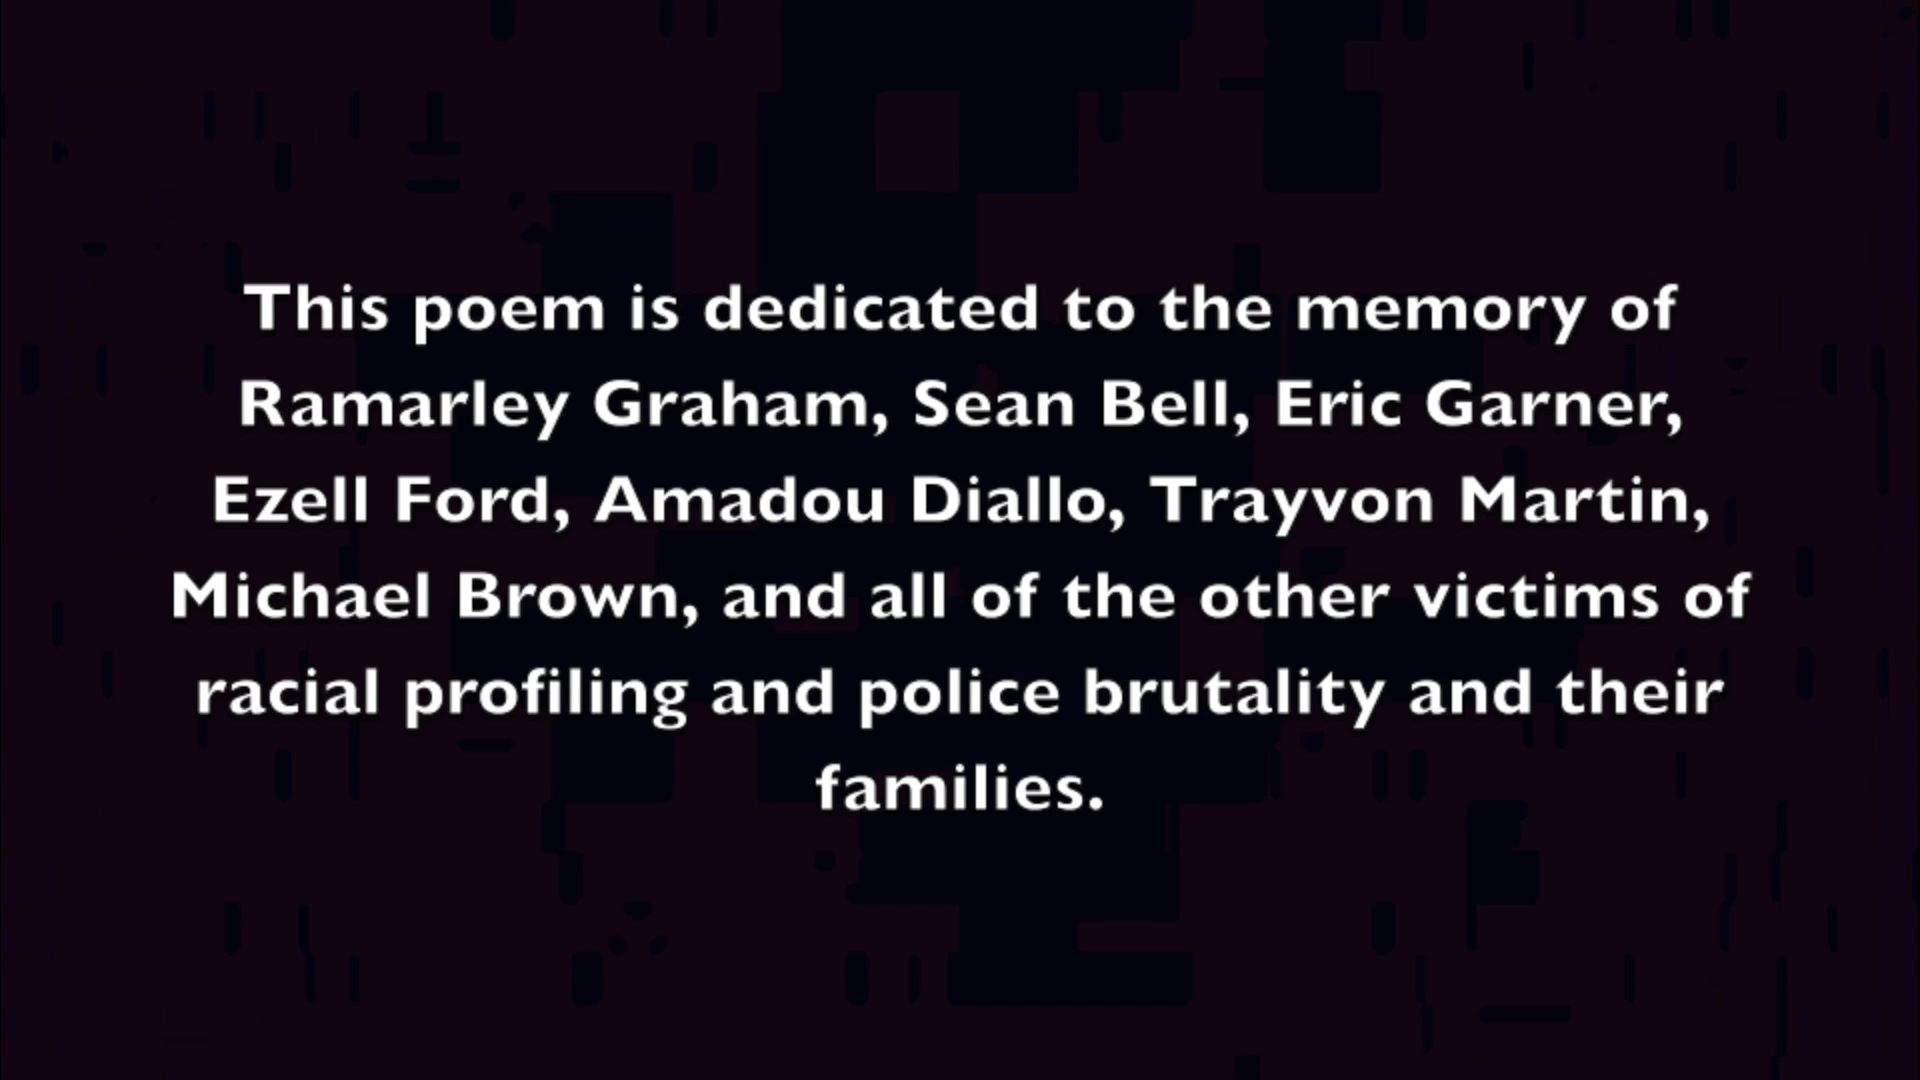 This poem is dedicated to the memory of
Ramarley Graham, Sean Bell, Eric Garner,
Ezell Ford, Amadou Diallo, Trayvon Martin,
Michael Brown, and all of the other victims of
racial profiling and police brutality and their
families.